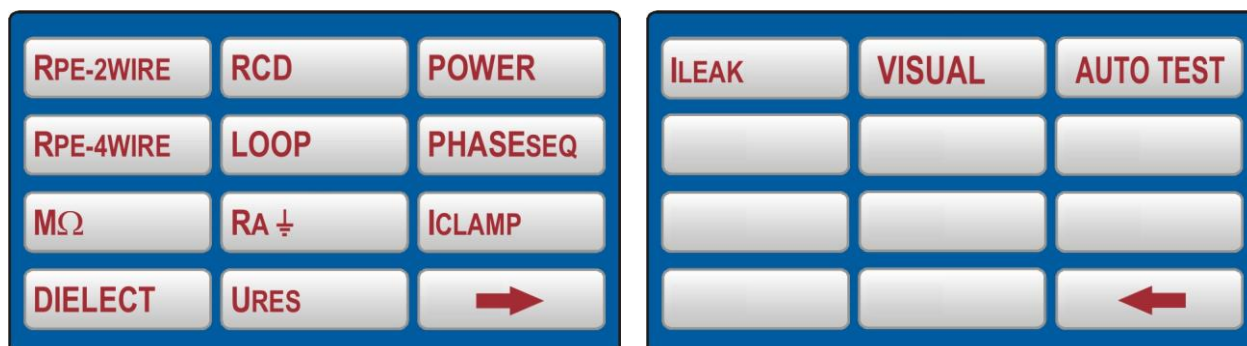 RPE-2WIRE RCD POWER
RPE-4WIRE LOOP PHASESEQ
MΩ RA ⏚ ICLAMP
DIELECT URES ➡
ILEAK VISUAL AUTO TEST
⬅